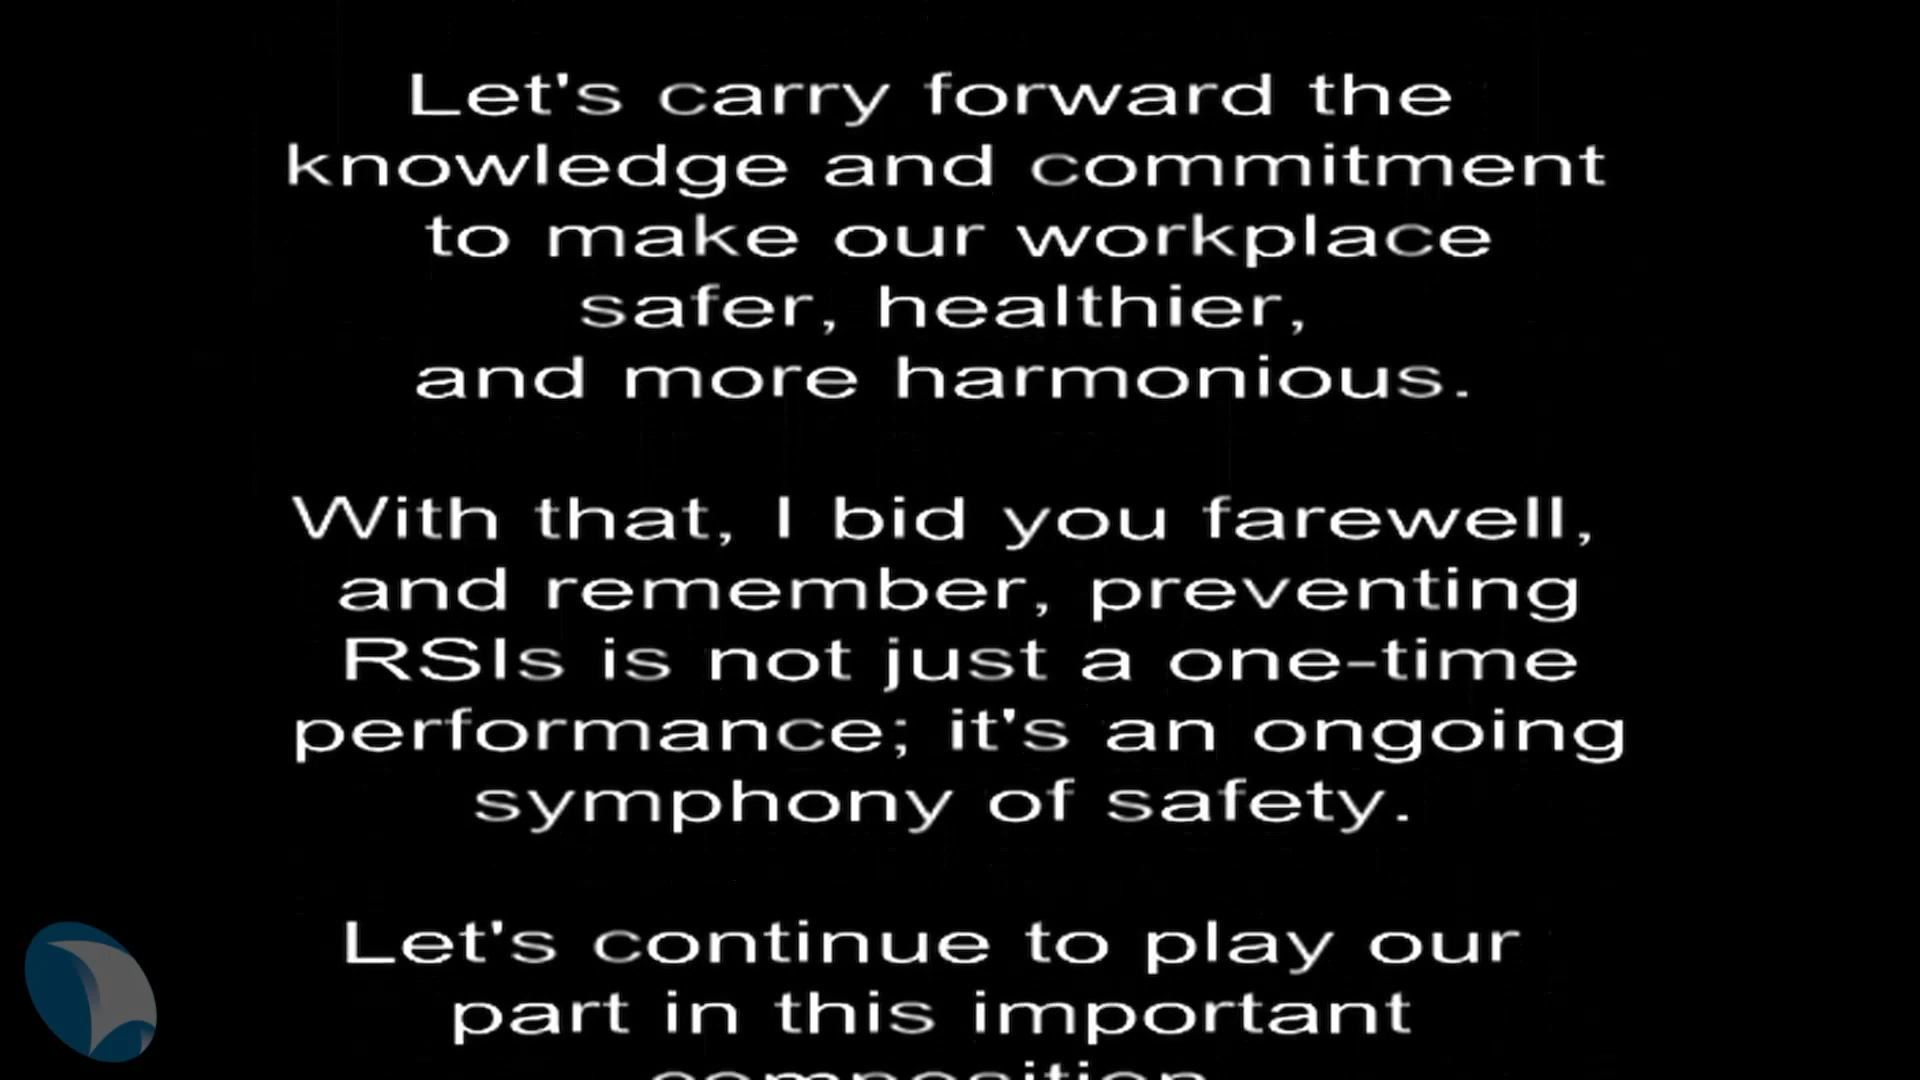 Let's carry forward the
knowledge and commitment
to make our workplace
safer, healthier,
and more harmonious.
With that, I bid you farewell,
and remember, preventing
RSIs is not just a one-time
performance; it's an ongoing
symphony of safety.
Let's continue to play our
part in this important
composition